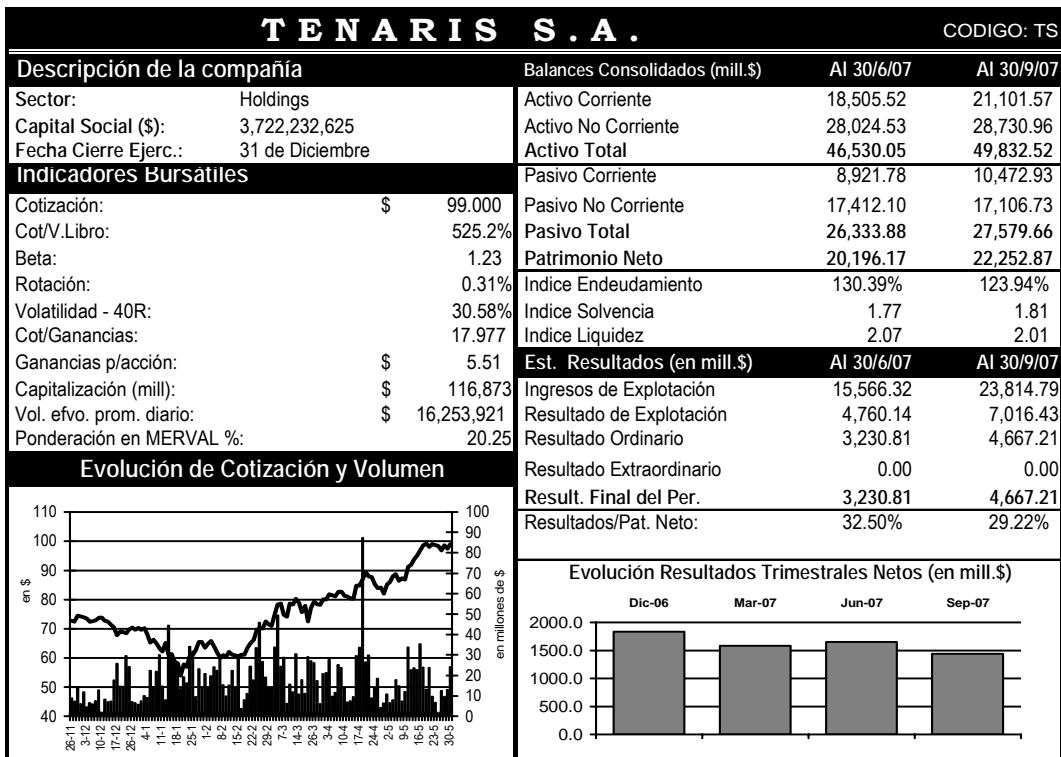 TENARIS S.A.
CODIGO: TS
Descripción de la compañía
Sector: Holdings
Capital Social ($): 3,722,232,625
Fecha Cierre Ejerc.: 31 de Diciembre
Indicadores Bursátiles
Cotización: $ 99.000
Cot/V.Libro: 525.2%
Beta: 1.23
Rotación: 0.31%
Volatilidad - 40R: 30.58%
Cot/Ganancias: 17.977
Ganancias p/acción: $ 5.51
Capitalización (mill): $ 116,873
Vol. efvo. prom. diario: $ 16,253,921
Ponderación en MERVAL %: 20.25
Evolución de Cotización y Volumen
110
100
90
80
70
60
50
40
en $
100
90
80
70
60
50
40
30
20
10
0
en millones de $
26-11
3-12
10-12
17-12
26-12
4-1
11-1
18-1
25-1
1-2
8-2
15-2
22-2
29-2
7-3
14-3
26-3
3-4
10-4
17-4
24-4
2-5
9-5
16-5
23-5
30-5
Balances Consolidados (mill.$) Al 30/6/07 Al 30/9/07
Activo Corriente 18,505.52 21,101.57
Activo No Corriente 28,024.53 28,730.96
Activo Total 46,530.05 49,832.52
Pasivo Corriente 8,921.78 10,472.93
Pasivo No Corriente 17,412.10 17,106.73
Pasivo Total 26,333.88 27,579.66
Patrimonio Neto 20,196.17 22,252.87
Indice Endeudamiento 130.39% 123.94%
Indice Solvencia 1.77 1.81
Indice Liquidez 2.07 2.01
Est. Resultados (en mill.$) Al 30/6/07 Al 30/9/07
Ingresos de Explotación 15,566.32 23,814.79
Resultado de Explotación 4,760.14 7,016.43
Resultado Ordinario 3,230.81 4,667.21
Resultado Extraordinario 0.00 0.00
Result. Final del Per. 3,230.81 4,667.21
Resultados/Pat. Neto: 32.50% 29.22%
Evolución Resultados Trimestrales Netos (en mill.$)
Dic-06 Mar-07 Jun-07 Sep-07
2000.0
1500.0
1000.0
500.0
0.0